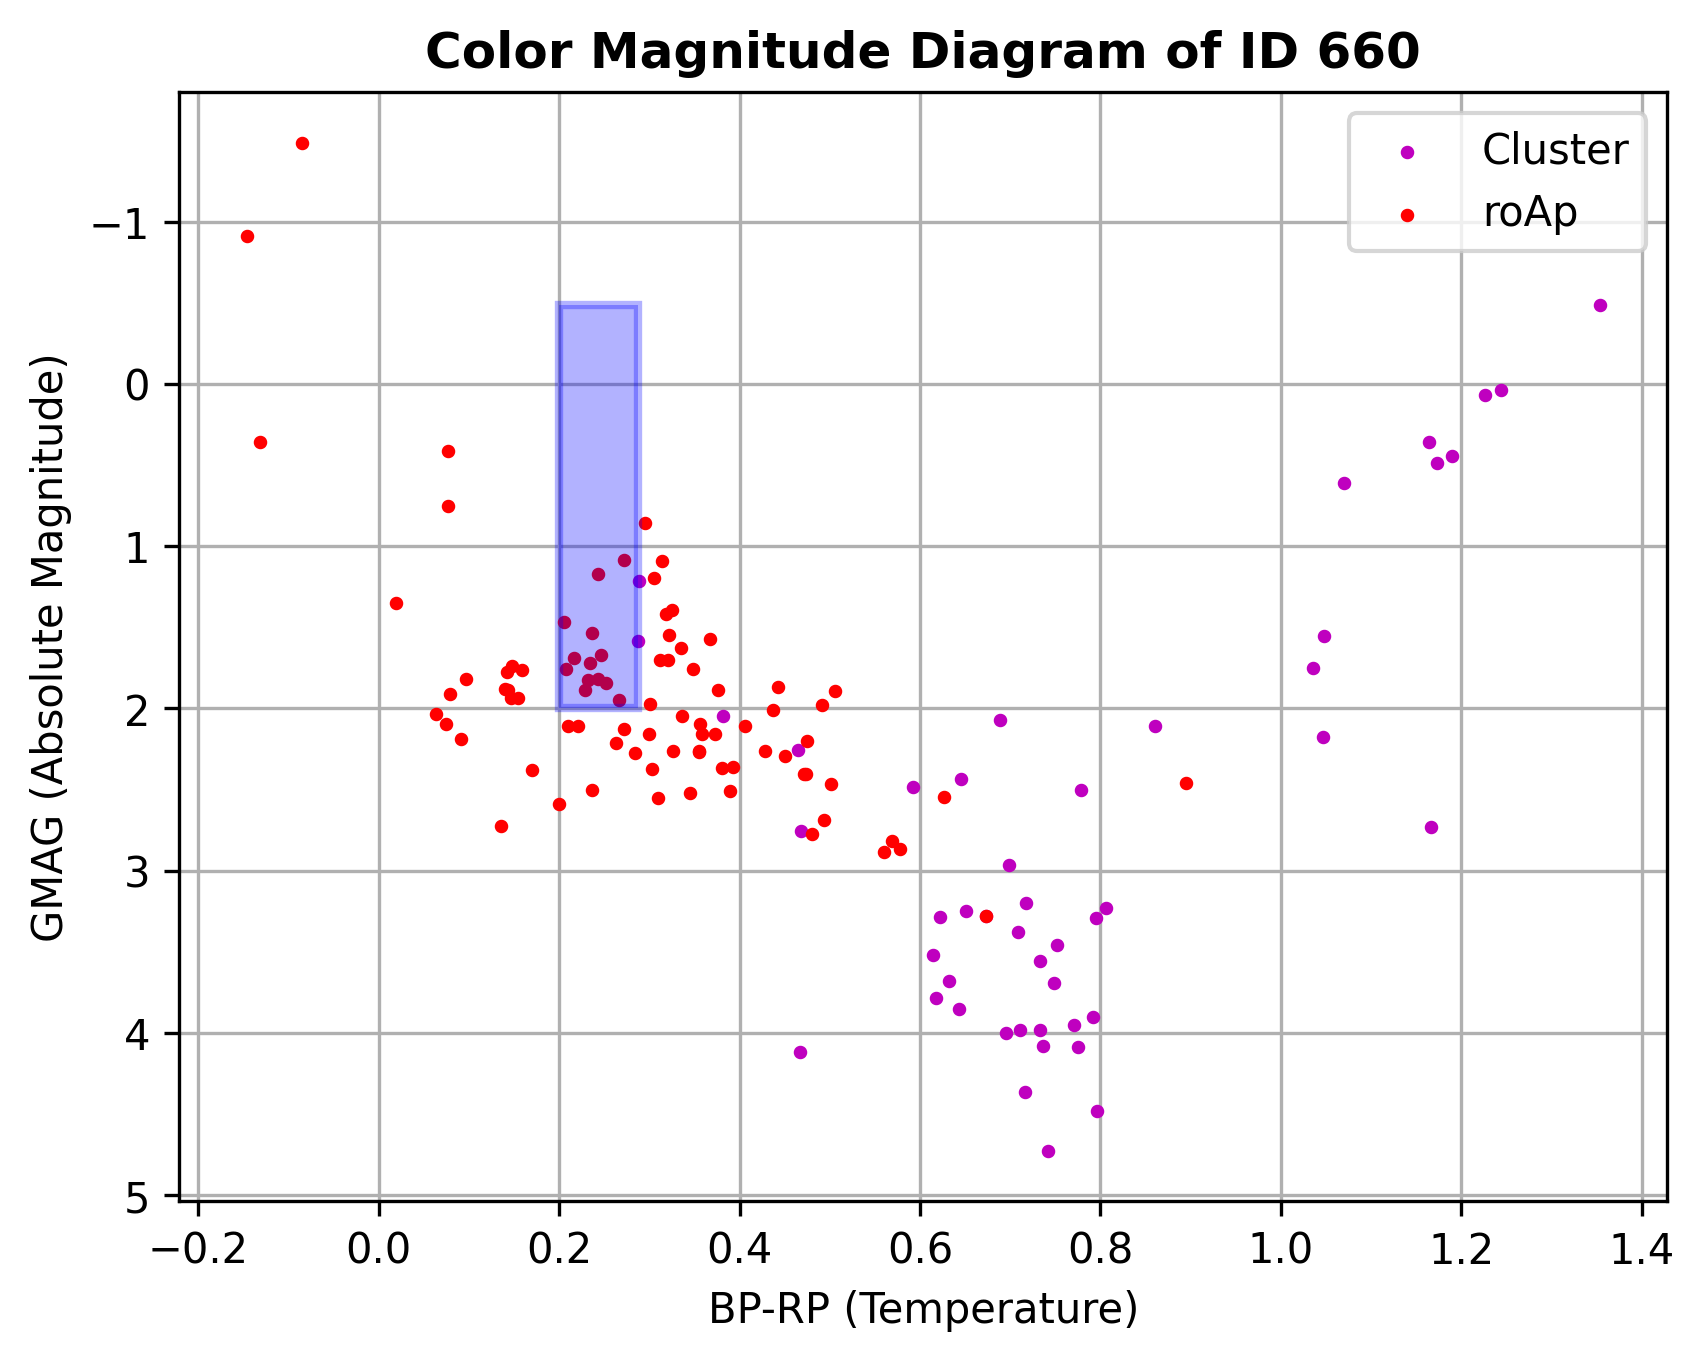 Color Magnitude Diagram of ID 660
Cluster
roAp
GMAG (Absolute Magnitude)
−1
0
1
2
3
4
5
−0.2 0.0 0.2 0.4 0.6 0.8 1.0 1.2 1.4
BP-RP (Temperature)